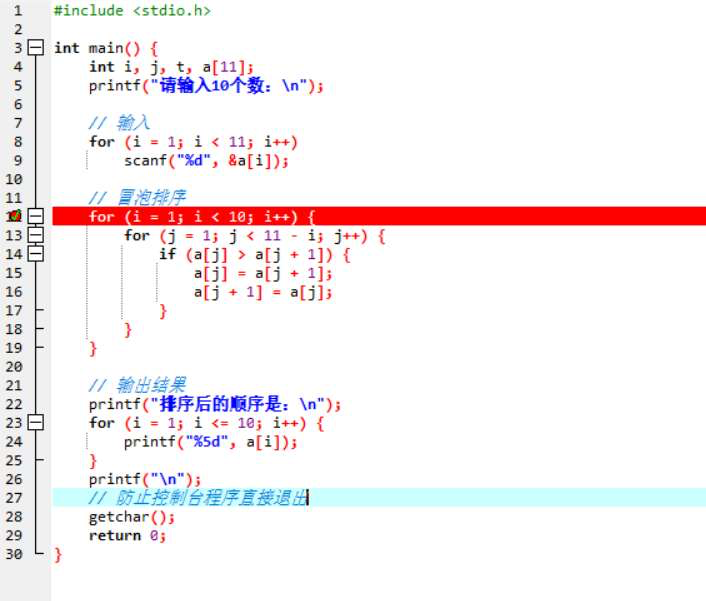 1 #include <stdio.h>
2
3 int main() {
4 int i, j, t, a[11];
5 printf("请输入10个数：\n");
6
7 // 输入
8 for (i = 1; i < 11; i++)
9 scanf("%d", &a[i]);
10
11 // 冒泡排序
for (i = 1; i < 10; i++) {
13 for (j = 1; j < 11 - i; j++) {
14 if (a[j] > a[j + 1]) {
15 a[j] = a[j + 1];
16 a[j + 1] = a[j];
17 }
18 }
19 }
20
21 // 输出结果
22 printf("排序后的顺序是：\n");
23 for (i = 1; i <= 10; i++) {
24 printf("%5d", a[i]);
25 }
26 printf("\n");
27 // 防止控制台程序直接退出
28 getchar();
29 return 0;
30 }